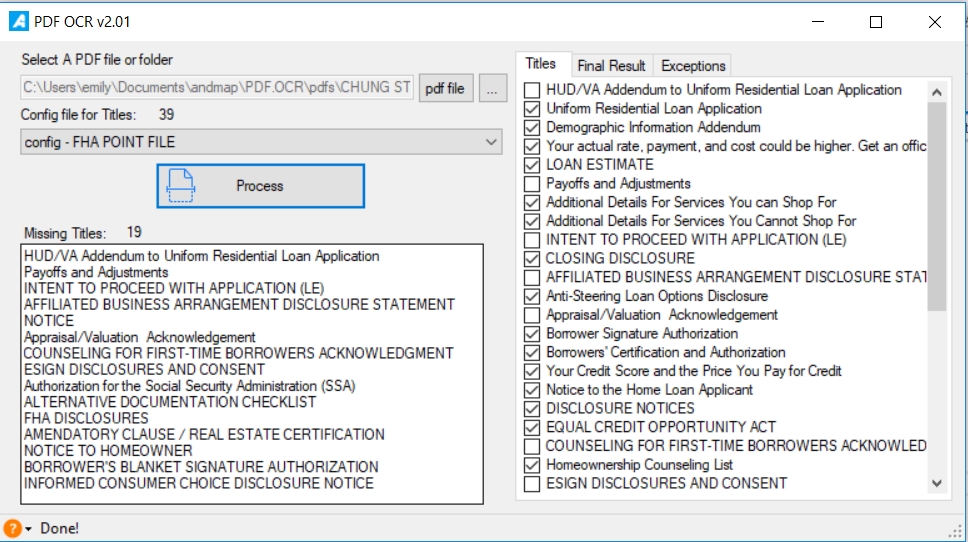 PDF OCR v2.01
Select A PDF file or folder
C:\Users\emily\Documents\andmap\PDF.OCR\pdfs\CHUNG ST
pdf file
...
Config file for Titles: 39
config - FHA POINT FILE
Process
Missing Titles: 19
HUD/VA Addendum to Uniform Residential Loan Application
Payoffs and Adjustments
INTENT TO PROCEED WITH APPLICATION (LE)
AFFILIATED BUSINESS ARRANGEMENT DISCLOSURE STATEMENT
NOTICE
Appraisal/Valuation Acknowledgement
COUNSELING FOR FIRST-TIME BORROWERS ACKNOWLEDGMENT
ESIGN DISCLOSURES AND CONSENT
Authorization for the Social Security Administration (SSA)
ALTERNATIVE DOCUMENTATION CHECKLIST
FHA DISCLOSURES
AMENDATORY CLAUSE / REAL ESTATE CERTIFICATION
NOTICE TO HOMEOWNER
BORROWER'S BLANKET SIGNATURE AUTHORIZATION
INFORMED CONSUMER CHOICE DISCLOSURE NOTICE
Titles
Final Result
Exceptions
HUD/VA Addendum to Uniform Residential Loan Application
Uniform Residential Loan Application
Demographic Information Addendum
Your actual rate, payment, and cost could be higher. Get an offic
LOAN ESTIMATE
Payoffs and Adjustments
Additional Details For Services You can Shop For
Additional Details For Services You Cannot Shop For
INTENT TO PROCEED WITH APPLICATION (LE)
CLOSING DISCLOSURE
AFFILIATED BUSINESS ARRANGEMENT DISCLOSURE STAT
Anti-Steering Loan Options Disclosure
Appraisal/Valuation Acknowledgement
Borrower Signature Authorization
Borrowers' Certification and Authorization
Your Credit Score and the Price You Pay for Credit
Notice to the Home Loan Applicant
DISCLOSURE NOTICES
EQUAL CREDIT OPPORTUNITY ACT
COUNSELING FOR FIRST-TIME BORROWERS ACKNOWLED
Homeownership Counseling List
ESIGN DISCLOSURES AND CONSENT
Done!